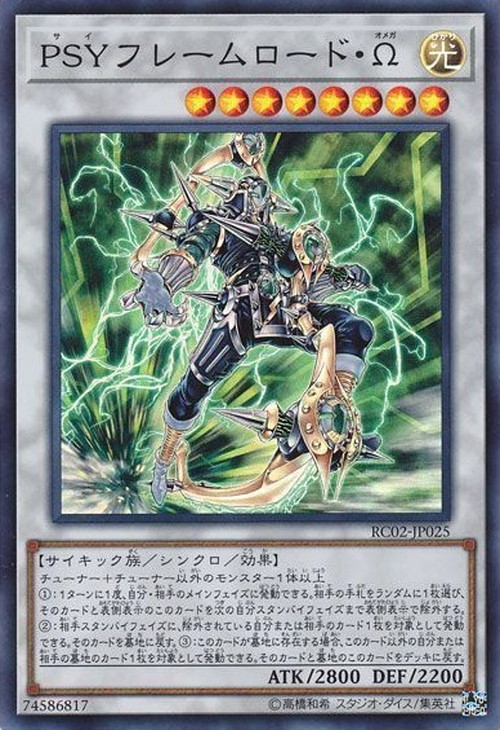 PSYフレームロード・Ω
光
RC02-JP025
【サイキック族／シンクロ／効果】
チューナー＋チューナー以外のモンスター1体以上
①：1ターンに1度、自分・相手のメインフェイズに発動できる。相手の手札をランダムに1枚選び、
そのカードと表側表示のこのカードを次の自分スタンバイフェイズまで表側表示で除外する。
②：相手スタンバイフェイズに、除外されている自分または相手のカード1枚を対象として発動
できる。そのカードを墓地に戻す。③：このカードが墓地に存在する場合、このカード以外の自分または
相手の墓地のカード1枚を対象として発動できる。そのカードと墓地のこのカードをデッキに戻す。
ATK/2800 DEF/2200
74586817
©高橋和希 スタジオ・ダイス/集英社